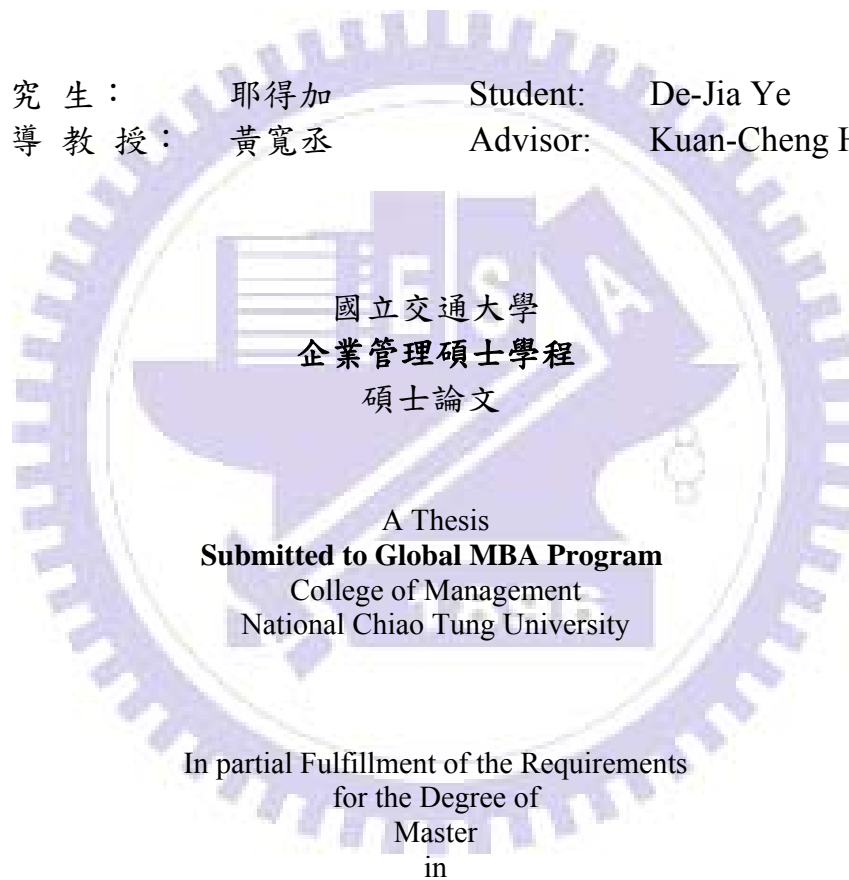 究 生： 耶得加 Student: De-Jia Ye
導 教 授： 黃寬丞 Advisor: Kuan-Cheng
國立交通大學
企業管理碩士學程
碩士論文
A Thesis
Submitted to Global MBA Program
College of Management
National Chiao Tung University
In partial Fulfillment of the Requirements
for the Degree of
Master
in